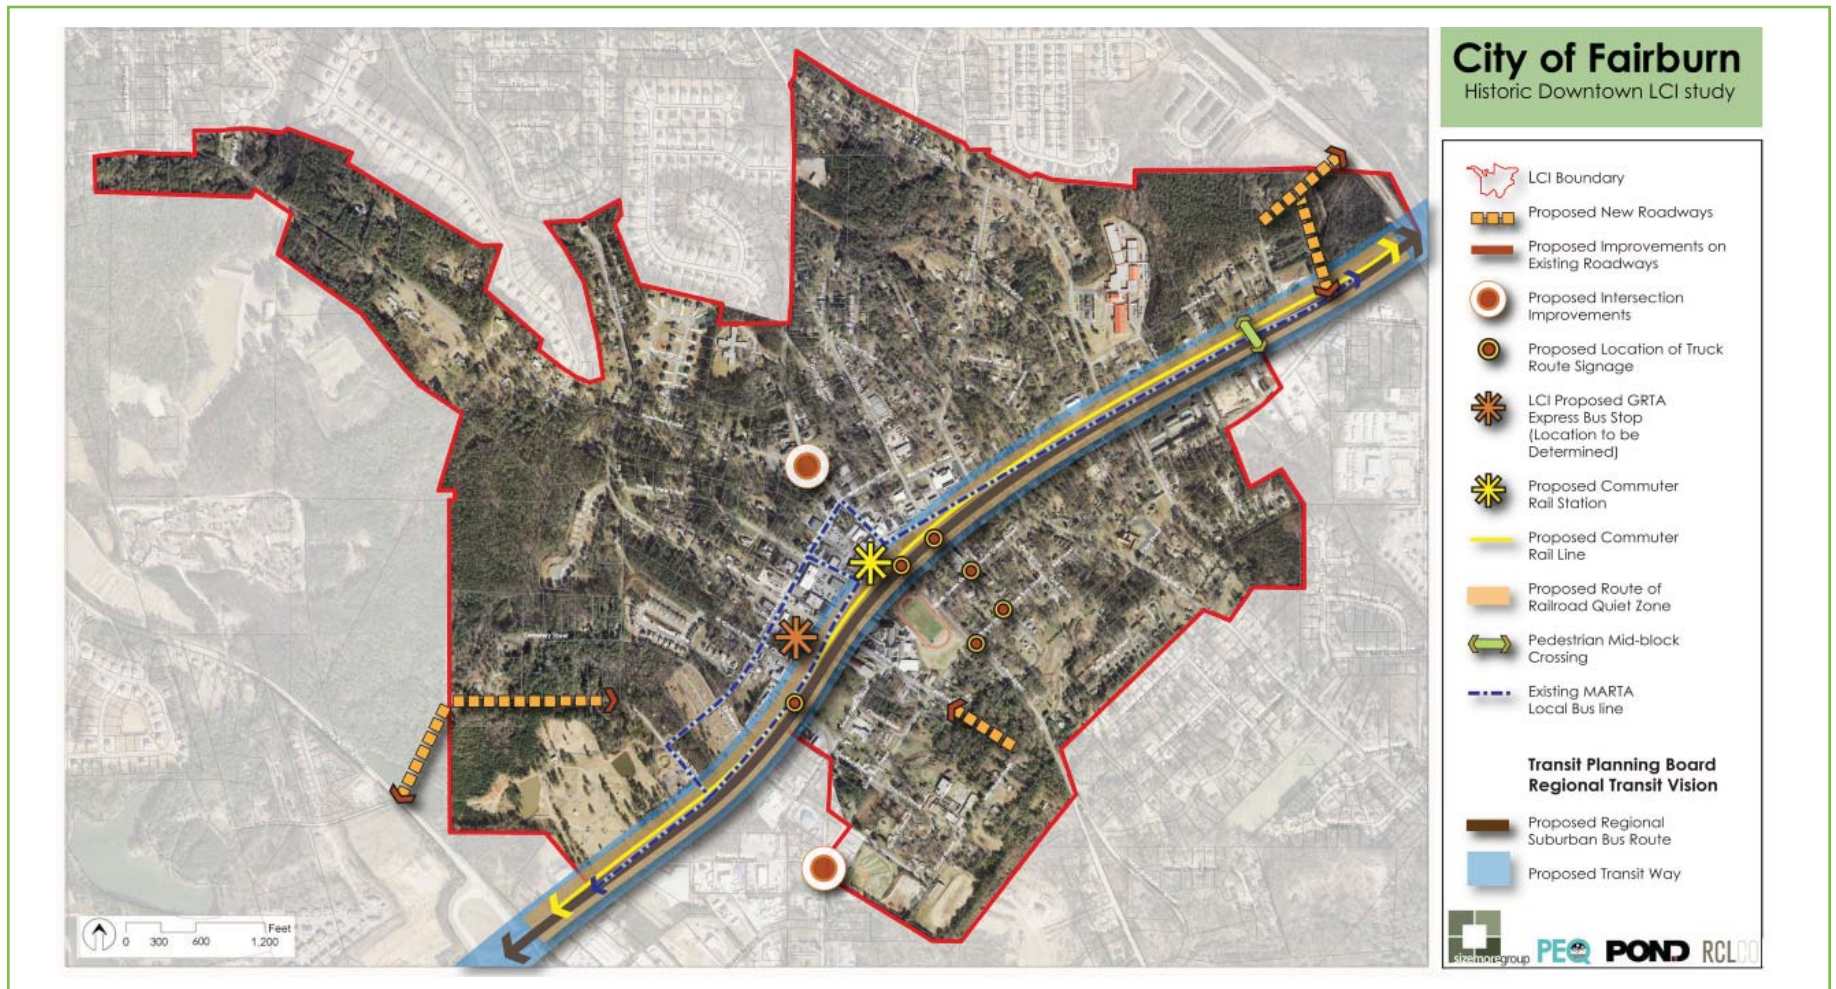 City of Fairburn
Historic Downtown LCI study
LCI Boundary
Proposed New Roadways
Proposed Improvements on
Existing Roadways
Proposed Intersection
Improvements
Proposed Location of Truck
Route Signage
LCI Proposed GRTA
Express Bus Stop
(Location to be
Determined)
Proposed Commuter
Rail Station
Proposed Commuter
Rail Line
Proposed Route of
Railroad Quiet Zone
Pedestrian Mid-block
Crossing
Existing MARTA
Local Bus line
Transit Planning Board
Regional Transit Vision
Proposed Regional
Suburban Bus Route
Proposed Transit Way
sizemoregroup
PEQ
POND
RCLCO
Cemetery Street
Feet
0 300 600 1,200